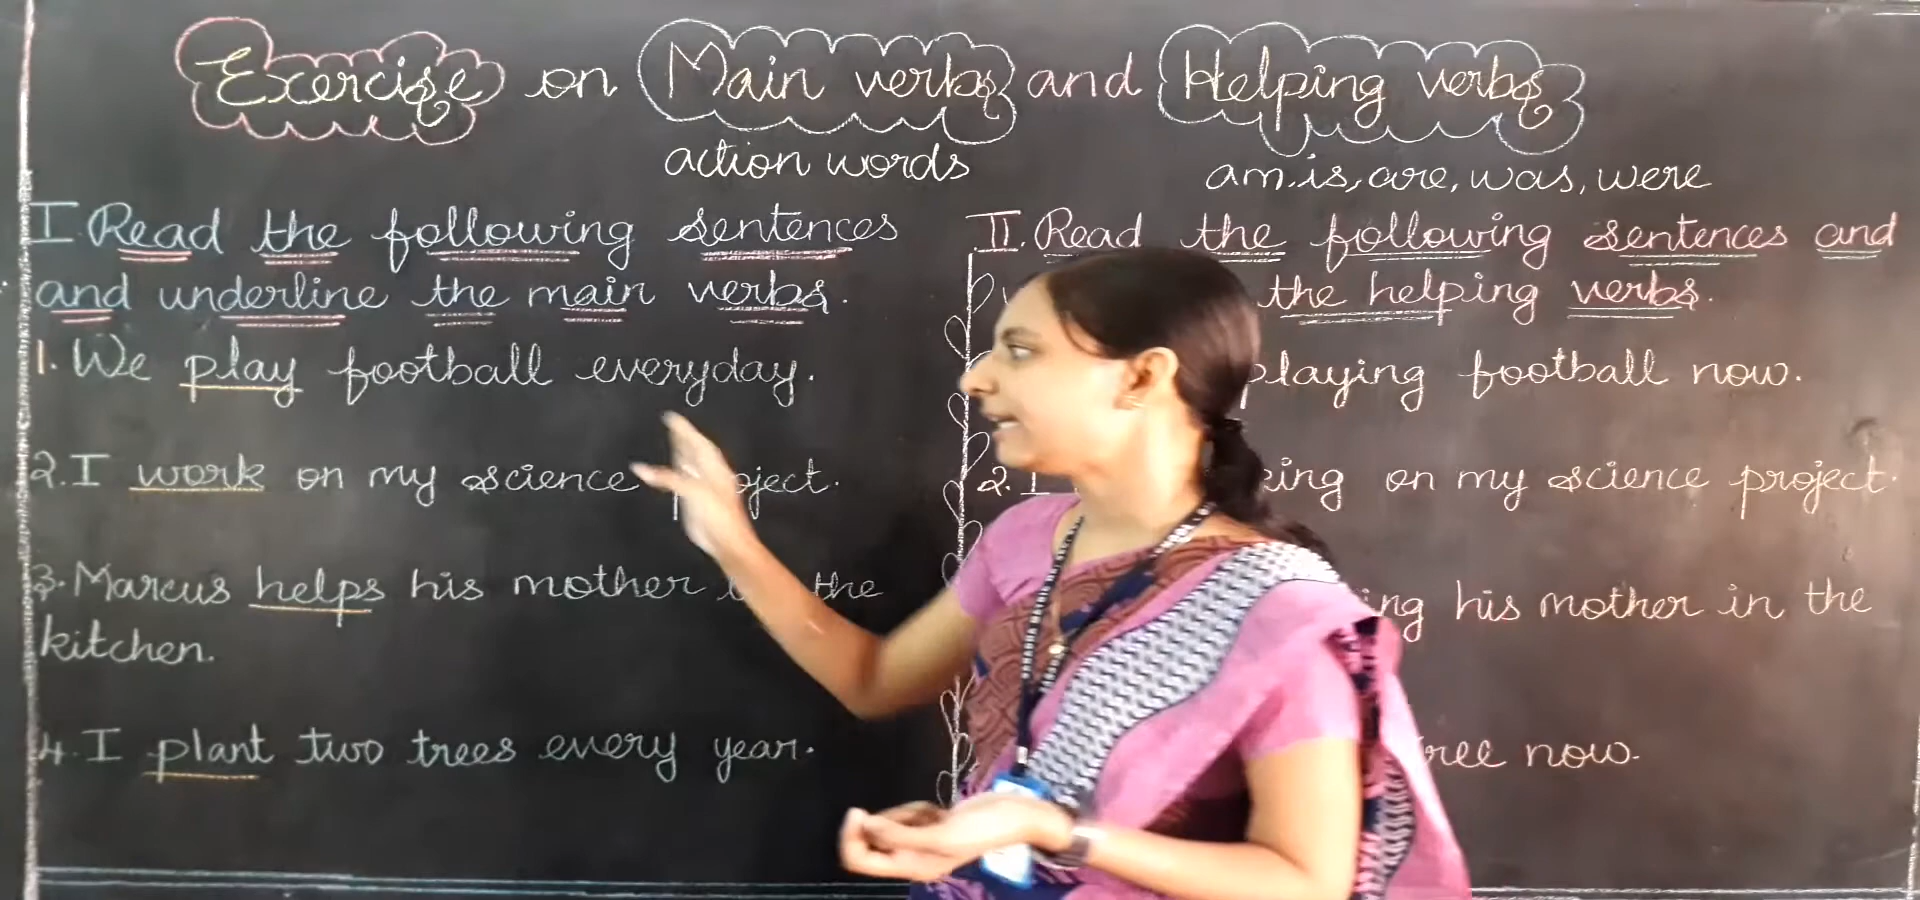 Exercise on Main verbs and Helping verbs
action words
am, is, are, was, were
I. Read the following sentences
and underline the main verbs.
1. We play football everyday.
2. I work on my science project.
3. Marcus helps his mother the
kitchen.
4. I plant two trees every year.
II. Read the following sentences and
the helping verbs.
playing football now.
2. I on my science project.
his mother in the
now.